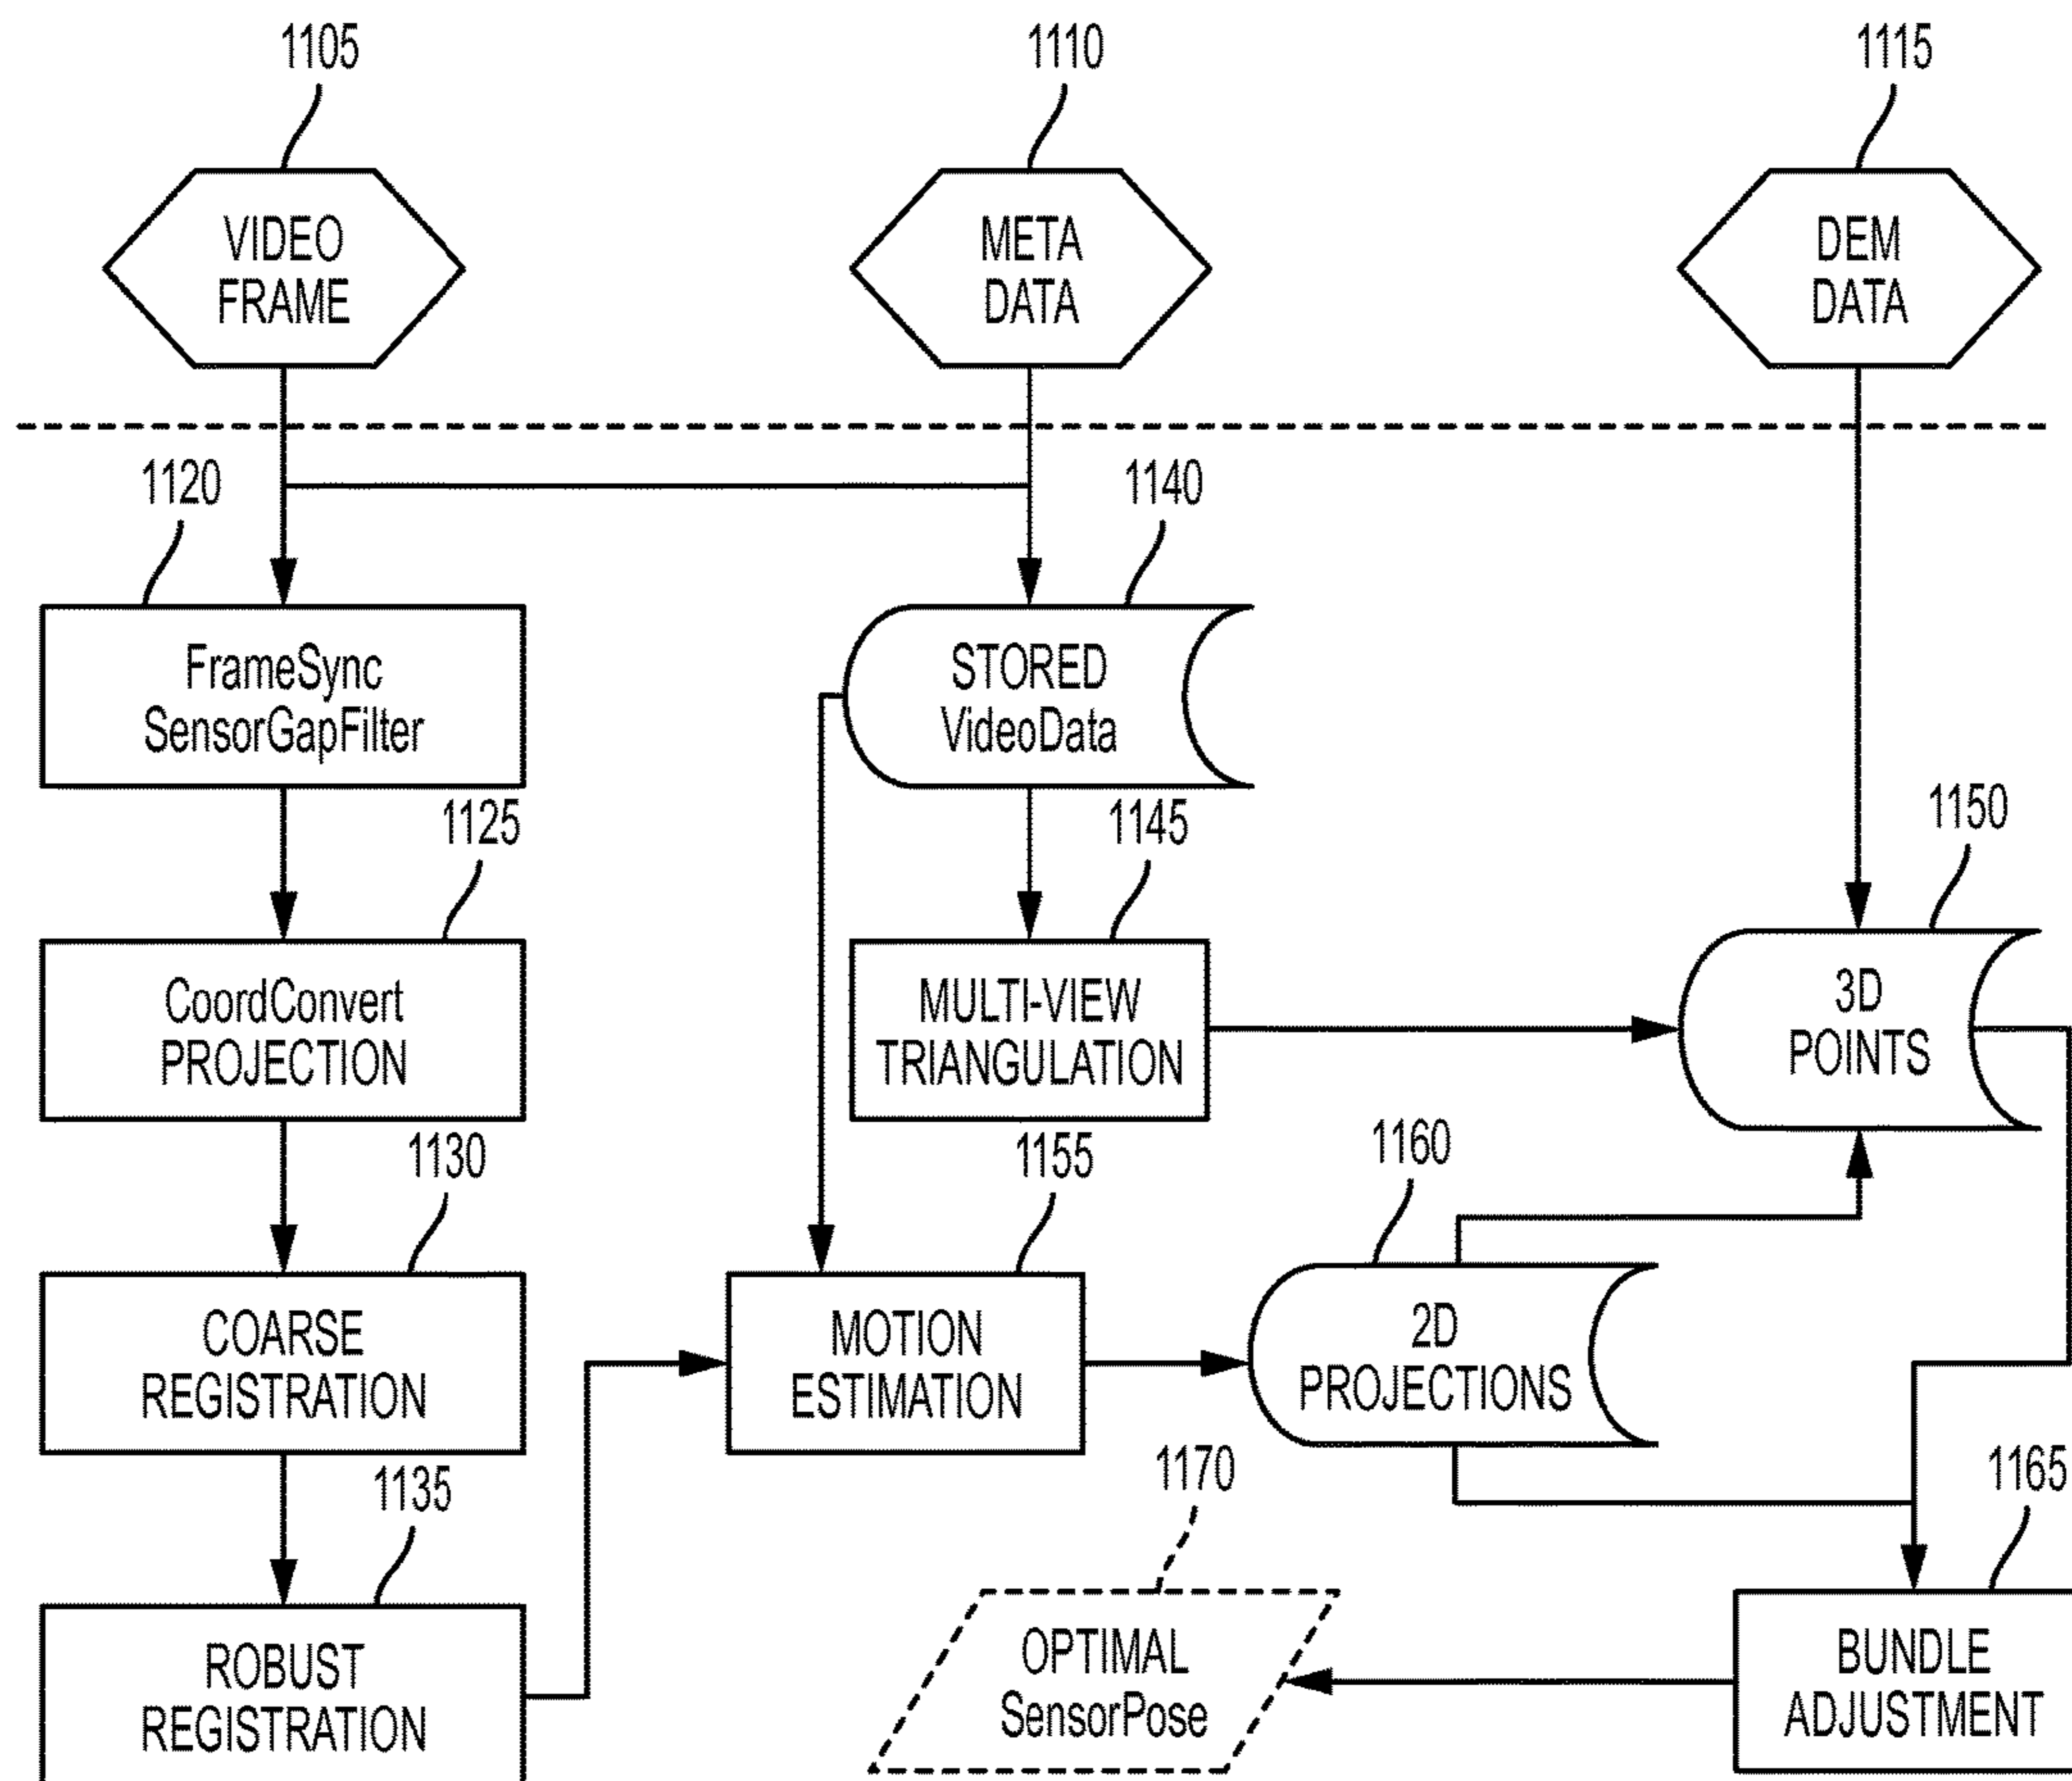 1105
1110
1115
VIDEO
FRAME
META
DATA
DEM
DATA
1120
1140
FrameSync
SensorGapFilter
STORED
VideoData
1125
1145
1150
CoordConvert
PROJECTION
MULTI-VIEW
TRIANGULATION
3D
POINTS
1130
1155
1160
COARSE
REGISTRATION
MOTION
ESTIMATION
2D
PROJECTIONS
1135
1170
1165
ROBUST
REGISTRATION
OPTIMAL
SensorPose
BUNDLE
ADJUSTMENT